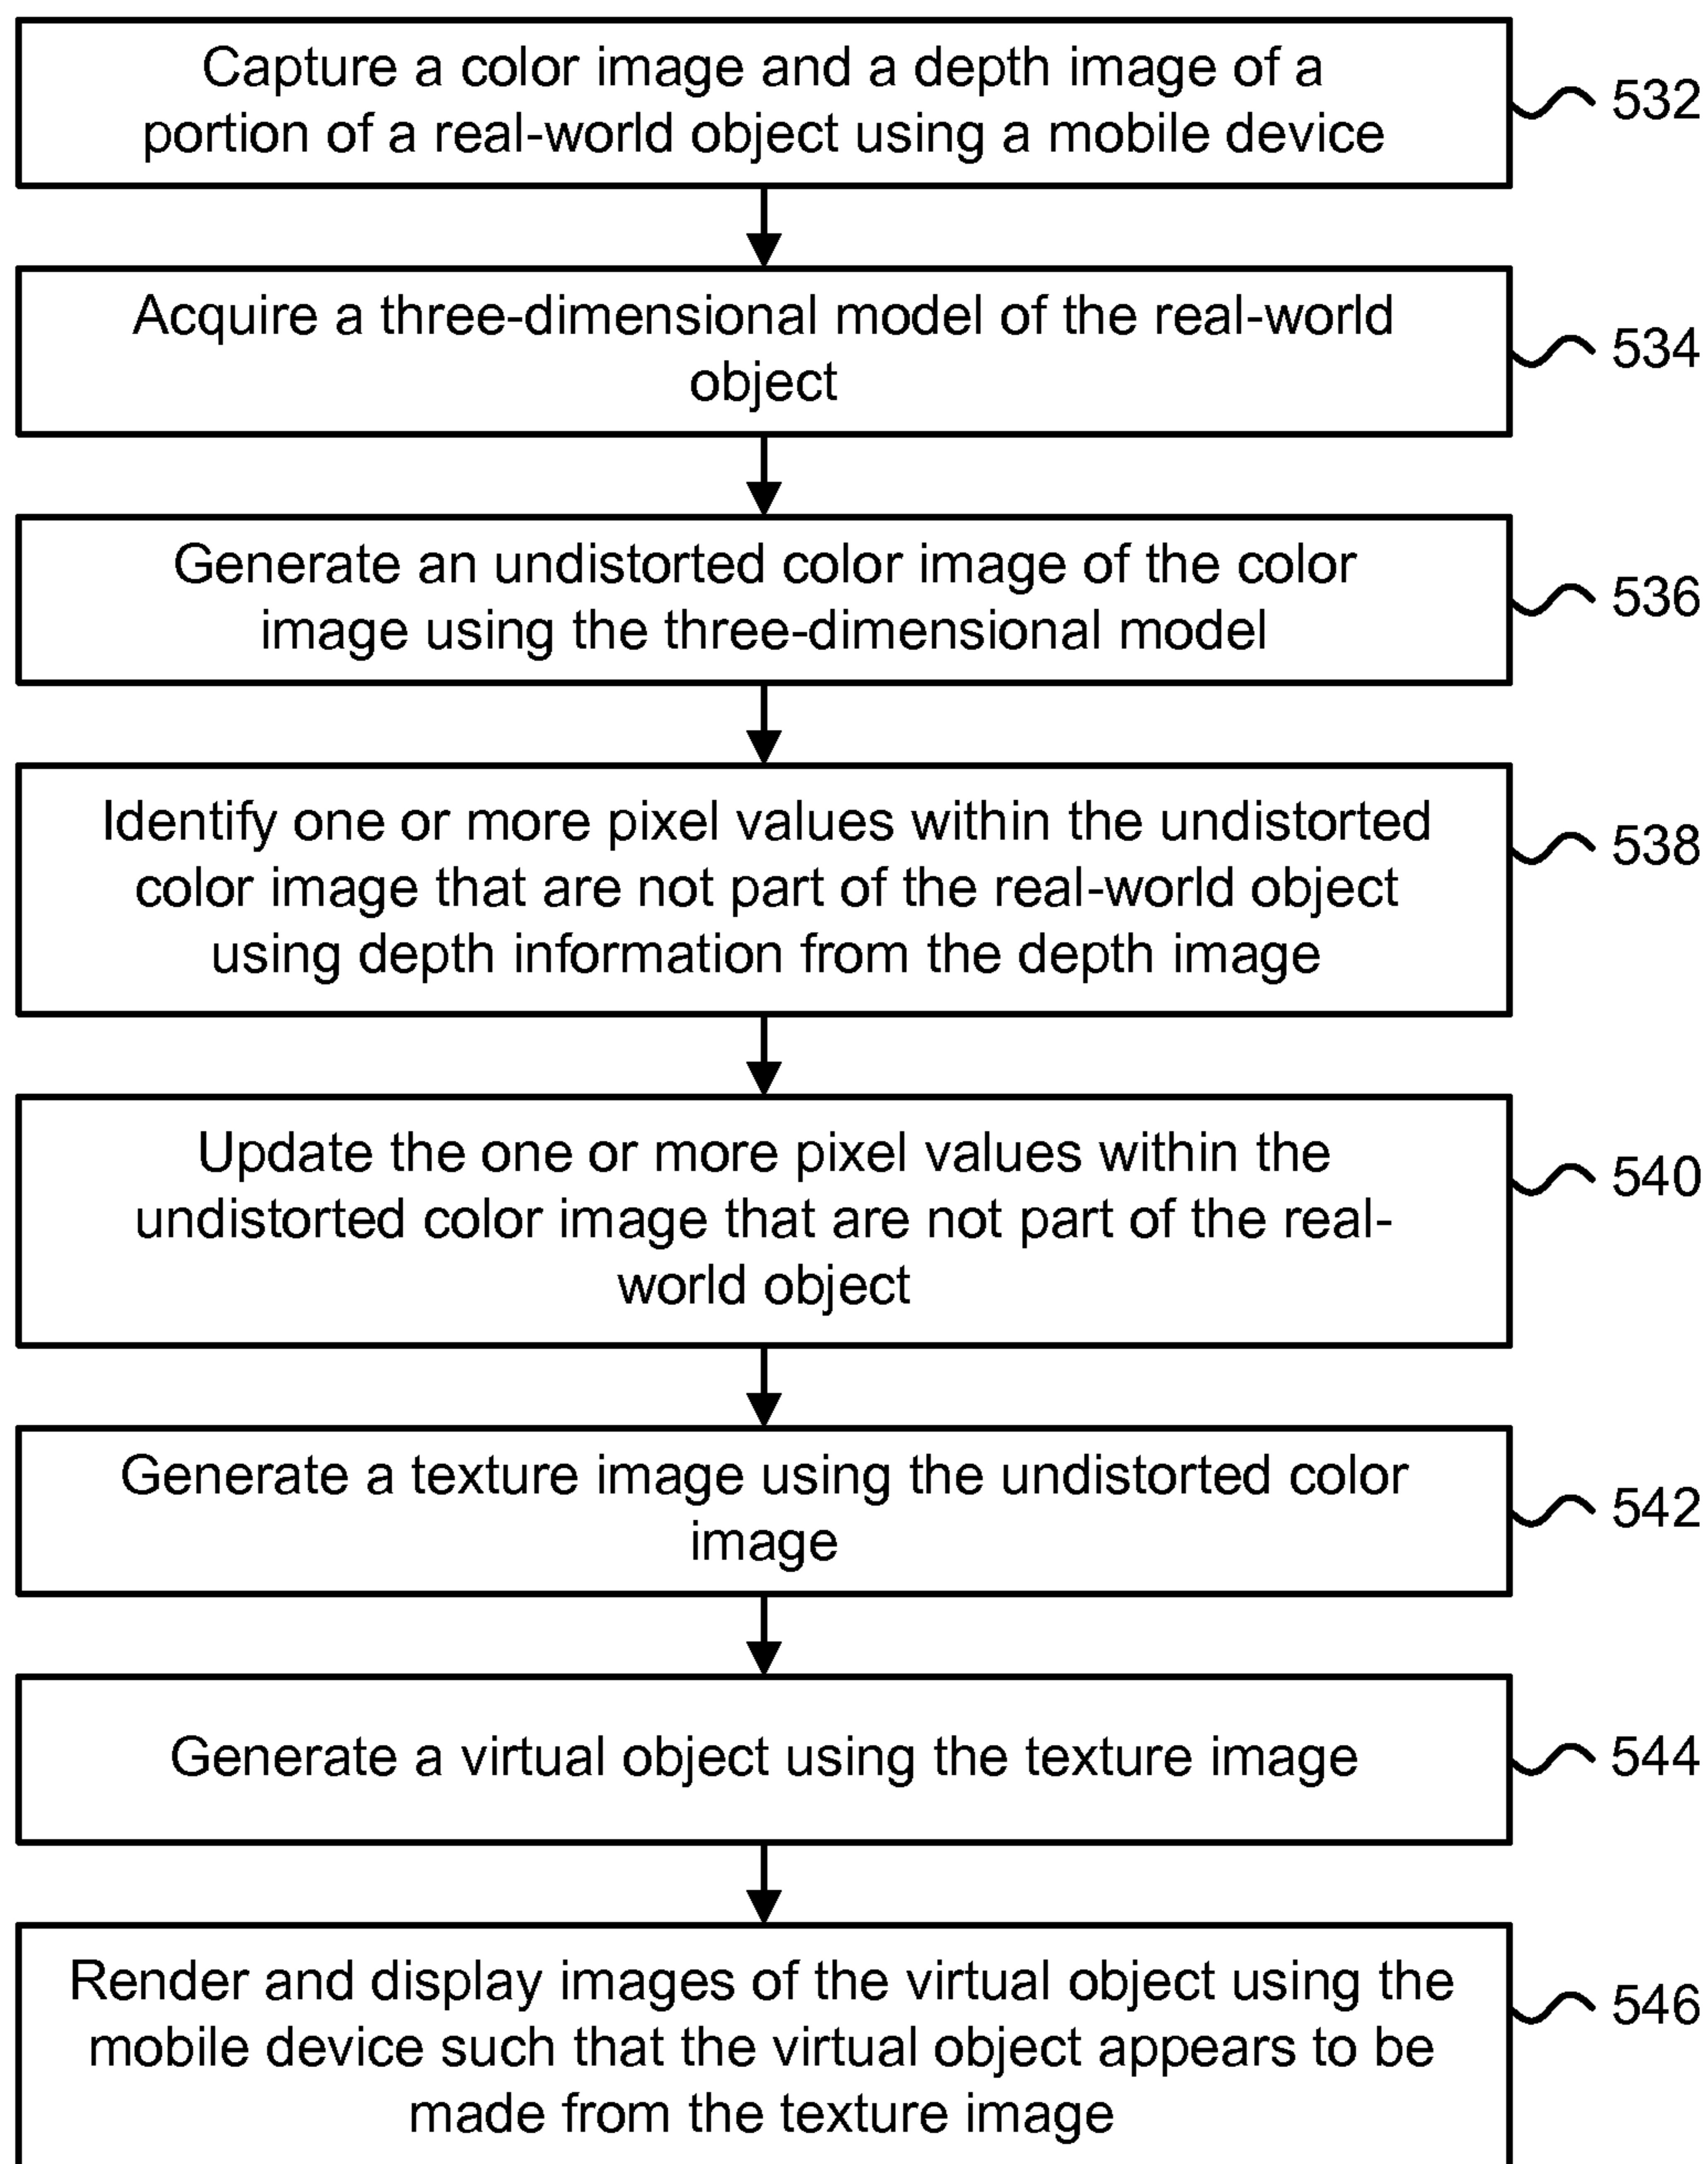 Capture a color image and a depth image of a
portion of a real-world object using a mobile device
532
Acquire a three-dimensional model of the real-world
object
534
Generate an undistorted color image of the color
image using the three-dimensional model
536
Identify one or more pixel values within the undistorted
color image that are not part of the real-world object
using depth information from the depth image
538
Update the one or more pixel values within the
undistorted color image that are not part of the real-
world object
540
Generate a texture image using the undistorted color
image
542
Generate a virtual object using the texture image
544
Render and display images of the virtual object using the
mobile device such that the virtual object appears to be
made from the texture image
546